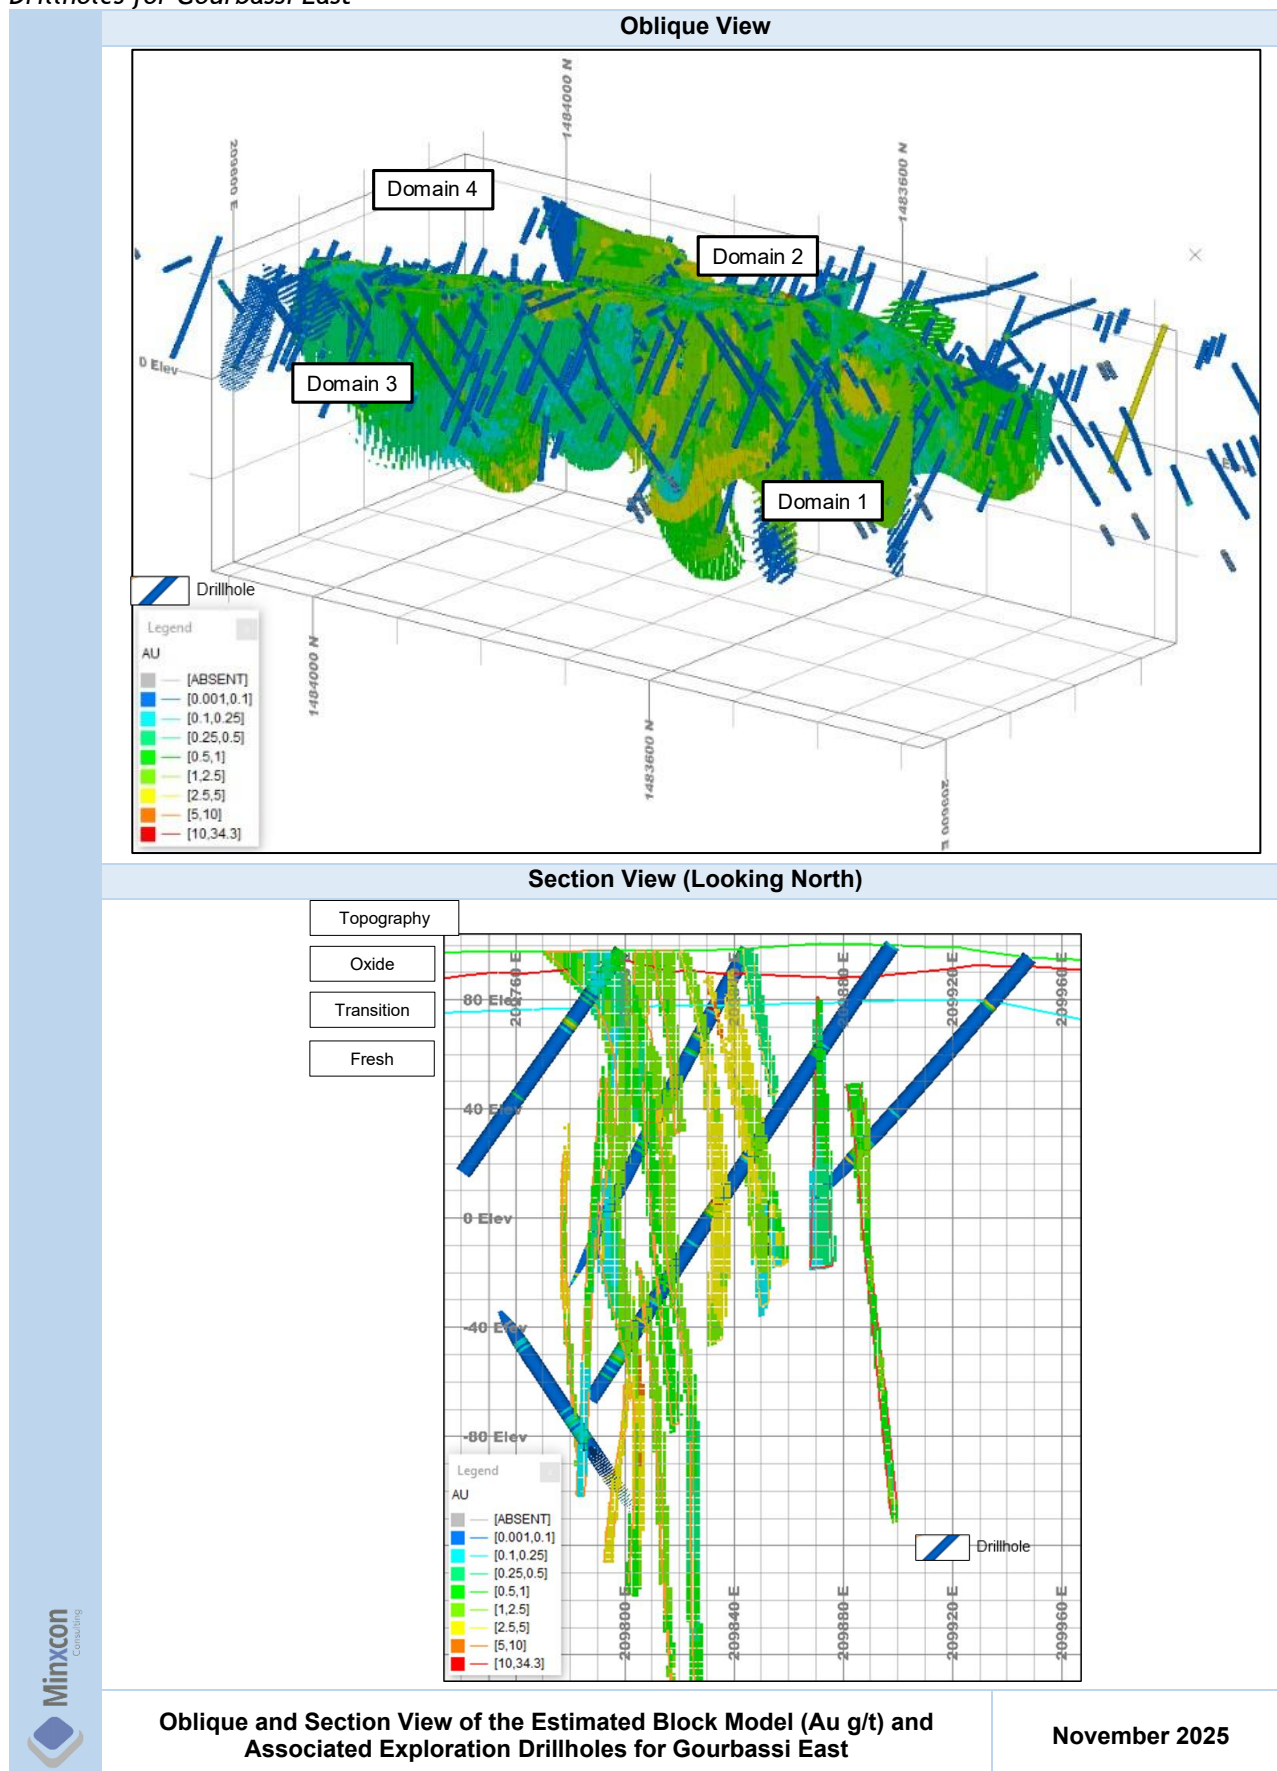 Drillholes for Gourbassi East
Oblique View
1484000 N
1483600 N
209600 E
Domain 4
Domain 2
0 Elev
Domain 3
Domain 1
Drillhole
Legend
AU
[ABSENT]
[0.001,0.1]
[0.1,0.25]
[0.25,0.5]
[0.5,1]
[1,2.5]
[2.5,5]
[5,10]
[10,34.3]
1484000 N
1483600 N
Section View (Looking North)
Topography
Oxide
Transition
Fresh
209760 E
209880 E
209920 E
209960 E
80 Elev
40 Elev
0 Elev
-40 Elev
-80 Elev
Legend
AU
[ABSENT]
[0.001,0.1]
[0.1,0.25]
[0.25,0.5]
[0.5,1]
[1,2.5]
[2.5,5]
[5,10]
[10,34.3]
Drillhole
209800 E
209840 E
209880 E
209920 E
209960 E
Minxcon
Consulting
Oblique and Section View of the Estimated Block Model (Au g/t) and
Associated Exploration Drillholes for Gourbassi East
November 2025